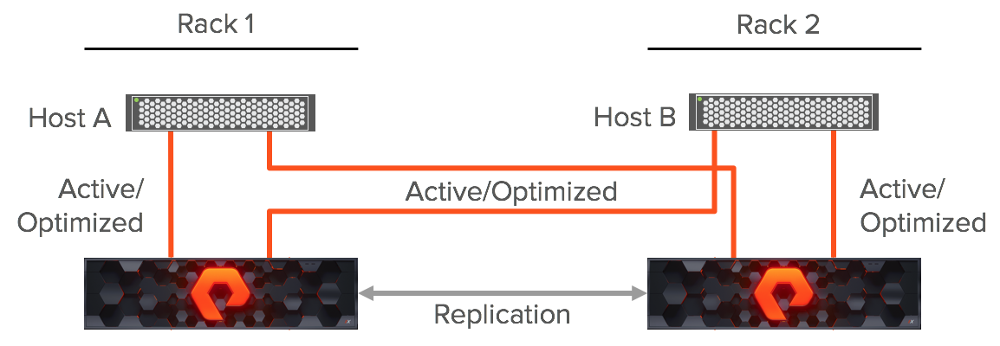 Rack 1
Rack 2
Host A
Host B
Active/
Optimized
Active/Optimized
Active/
Optimized
Replication